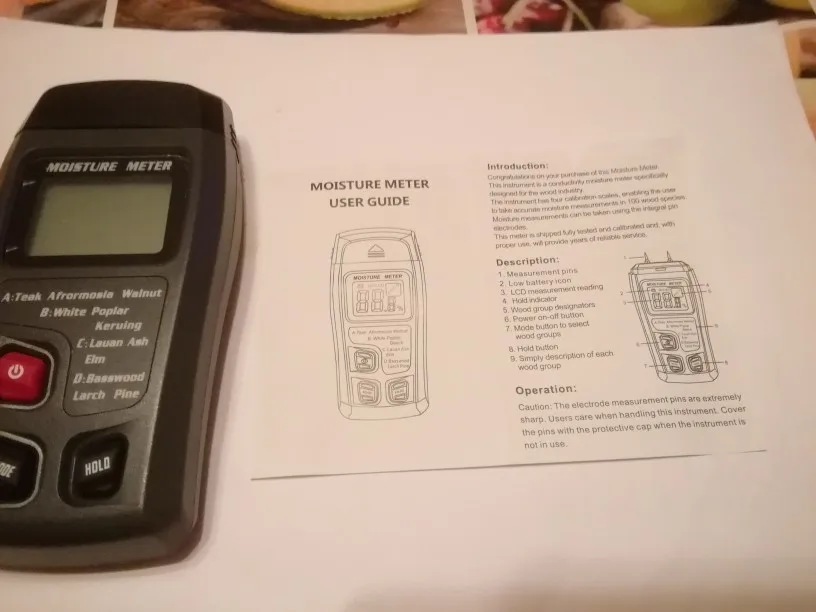 MOISTURE METER
A:Teak Afrormosia Walnut
B:White Poplar
Keruing
C:Lauan Ash
Elm
D:Basswood
Larch Pine
HOLD
MOISTURE METER
USER GUIDE
MOISTURE METER
Introduction:
Congratulations on your purchase of this Moisture Meter.
This instrument is a conductivity moisture meter specifically
designed for the wood industry.
The instrument has four calibration scales, enabling the user
to take accurate moisture measurements in 100 wood species
Moisture measurements can be taken using the integral pin
electrodes.
This meter is shipped fully tested and calibrated and, with
proper use, will provide years of reliable service.
Description:
1. Measurement pins
2. Low battery icon
3. LCD measurement reading
4. Hold indicator
5. Wood group designators
6. Power on-off button
7. Mode button to select
wood groups
8. Hold button
9. Simply description of each
wood group
Operation:
Caution: The electrode measurement pins are extremely
sharp. Users care when handling this instrument. Cover
the pins with the protective cap when the instrument is
not in use.